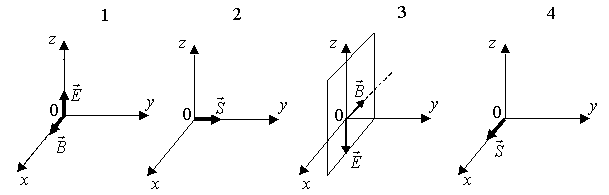 1 2 3 4
z z z z
E⃗ B⃗
0 0 0 0
y y y y
B⃗ S⃗ E⃗ S⃗
x x x x